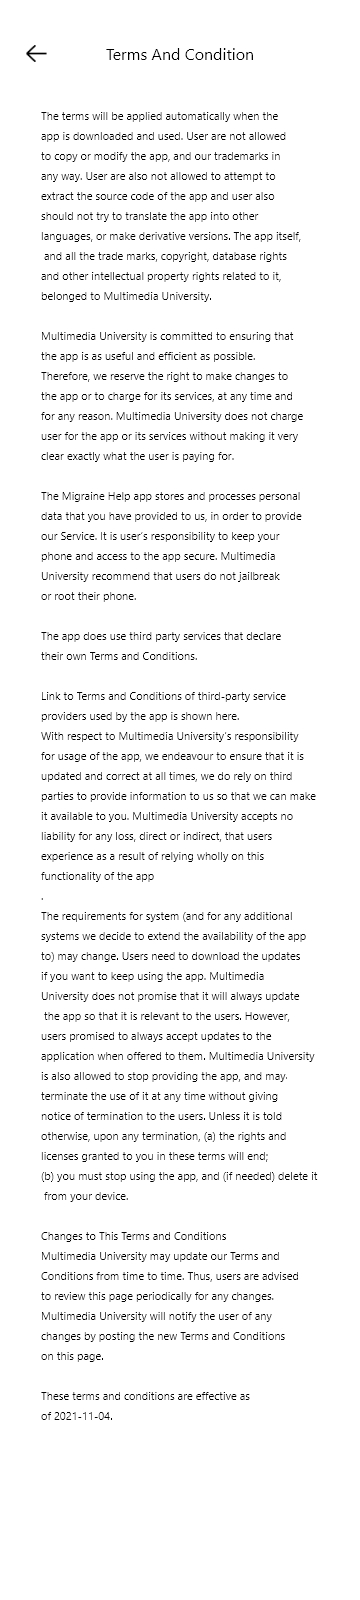 Terms And Condition
The terms will be applied automatically when the
app is downloaded and used. User are not allowed
to copy or modify the app, and our trademarks in
any way. User are also not allowed to attempt to
extract the source code of the app and user also
should not try to translate the app into other
languages, or make derivative versions. The app itself,
and all the trade marks, copyright, database rights
and other intellectual property rights related to it,
belonged to Multimedia University.
Multimedia University is committed to ensuring that
the app is as useful and efficient as possible.
Therefore, we reserve the right to make changes to
the app or to charge for its services, at any time and
for any reason. Multimedia University does not charge
user for the app or its services without making it very
clear exactly what the user is paying for.
The Migraine Help app stores and processes personal
data that you have provided to us, in order to provide
our Service. It is user's responsibility to keep your
phone and access to the app secure. Multimedia
University recommend that users do not jailbreak
or root their phone.
The app does use third party services that declare
their own Terms and Conditions.
Link to Terms and Conditions of third-party service
providers used by the app is shown here.
With respect to Multimedia University's responsibility
for usage of the app, we endeavour to ensure that it is
updated and correct at all times, we do rely on third
parties to provide information to us so that we can make
it available to you. Multimedia University accepts no
liability for any loss, direct or indirect, that users
experience as a result of relying wholly on this
functionality of the app
.
The requirements for system (and for any additional
systems we decide to extend the availability of the app
to) may change. Users need to download the updates
if you want to keep using the app. Multimedia
University does not promise that it will always update
the app so that it is relevant to the users. However,
users promised to always accept updates to the
application when offered to them. Multimedia University
is also allowed to stop providing the app, and may·
terminate the use of it at any time without giving
notice of termination to the users. Unless it is told
otherwise, upon any termination, (a) the rights and
licenses granted to you in these terms will end;
(b) you must stop using the app, and (if needed) delete it
from your device.
Changes to This Terms and Conditions
Multimedia University may update our Terms and
Conditions from time to time. Thus, users are advised
to review this page periodically for any changes.
Multimedia University will notify the user of any
changes by posting the new Terms and Conditions
on this page.
These terms and conditions are effective as
of 2021-11-04.